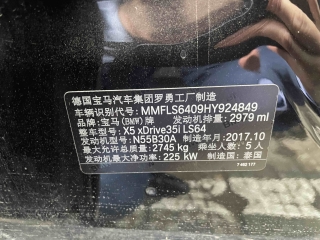 德国宝马汽车集团罗勇工厂制造
车辆识别代号: MMFLS6409HY924849
品牌: 宝马(BMW)牌 发动机排量: 2979 ml
整车型号: X5 xDrive35i LS64
发动机型号: N55B30A 制造年月: 2017.10
最大允许总质量: 2745 kg 乘坐人数: 5人
发动机最大净功率: 225 kW 制造国: 泰国
7 482 177